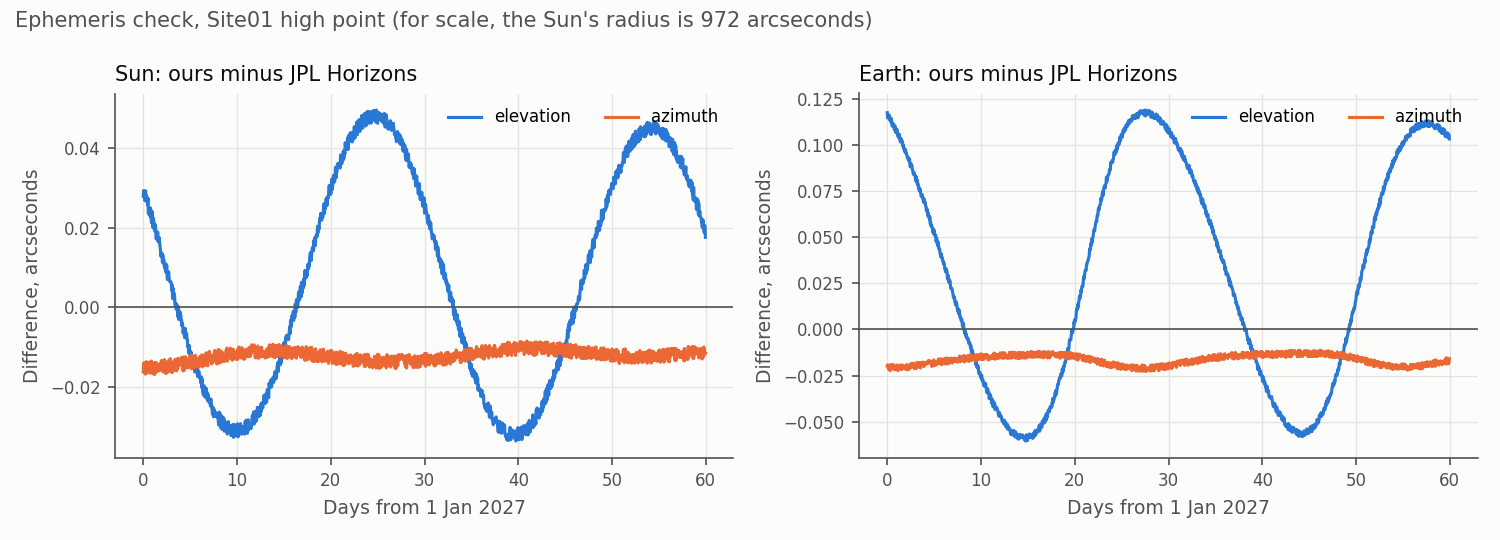 Ephemeris check, Site01 high point (for scale, the Sun's radius is 972 arcseconds)
Sun: ours minus JPL Horizons
elevation
azimuth
0.04
0.02
0.00
−0.02
Difference, arcseconds
0 10 20 30 40 50 60
Days from 1 Jan 2027
Earth: ours minus JPL Horizons
elevation
azimuth
0.125
0.100
0.075
0.050
0.025
0.000
−0.025
−0.050
Difference, arcseconds
0 10 20 30 40 50 60
Days from 1 Jan 2027